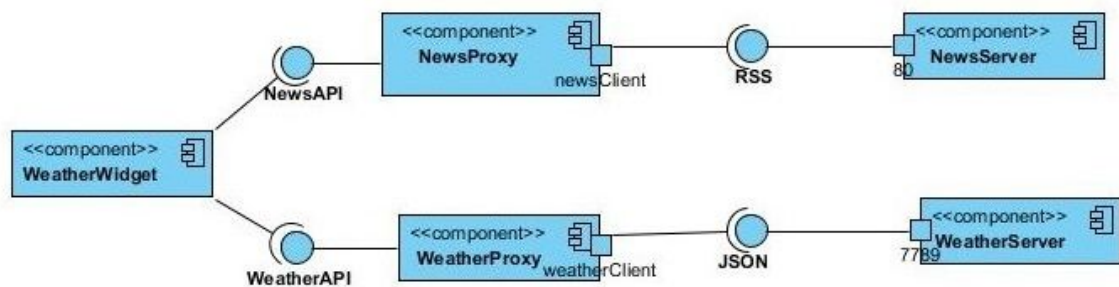 <<component>>
NewsProxy
newsClient
NewsAPI
RSS
<<component>>
NewsServer
80
<<component>>
WeatherWidget
WeatherAPI
<<component>>
WeatherProxy
weatherClient
JSON
<<component>>
WeatherServer
7789